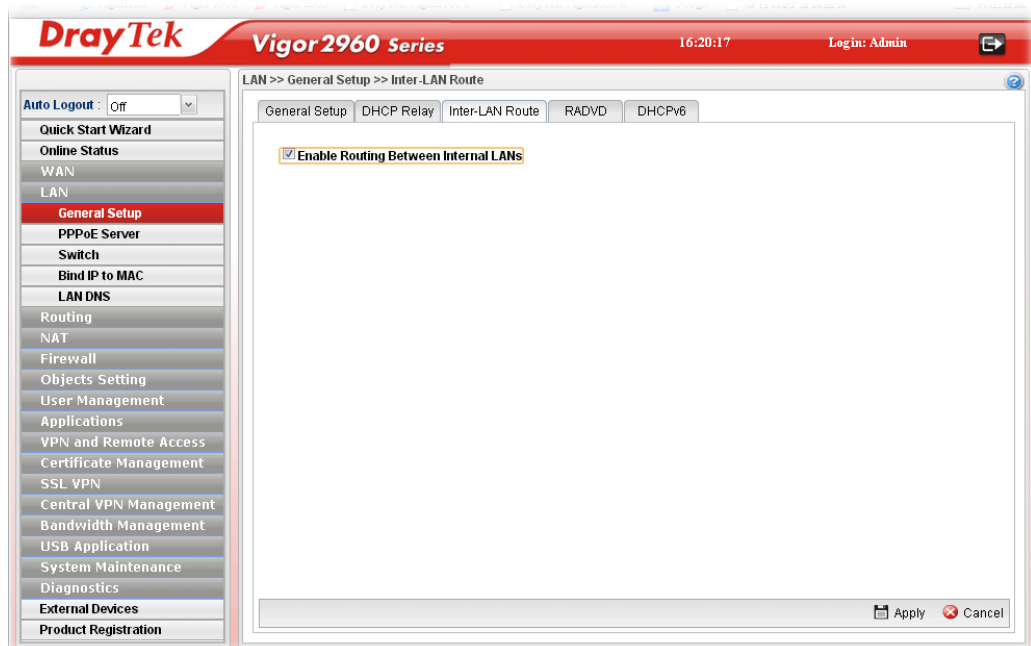 DrayTek
Vigor2960 Series
16:20:17
Login: Admin
LAN >> General Setup >> Inter-LAN Route
Auto Logout : Off
Quick Start Wizard
Online Status
WAN
LAN
General Setup
PPPoE Server
Switch
Bind IP to MAC
LAN DNS
Routing
NAT
Firewall
Objects Setting
User Management
Applications
VPN and Remote Access
Certificate Management
SSL VPN
Central VPN Management
Bandwidth Management
USB Application
System Maintenance
Diagnostics
External Devices
Product Registration
General Setup DHCP Relay Inter-LAN Route RADVD DHCPv6
Enable Routing Between Internal LANs
Apply Cancel